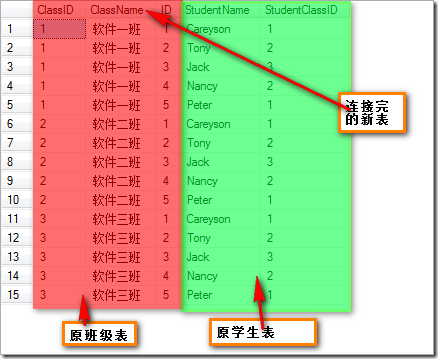 ClassID ClassName ID StudentName StudentClassID
1 1 软件一班 1 Careyson 1
2 1 软件一班 2 Tony 2
3 1 软件一班 3 Jack 3
4 1 软件一班 4 Nancy 2
5 1 软件一班 5 Peter 1
6 2 软件二班 1 Careyson 1
7 2 软件二班 2 Tony 2
8 2 软件二班 3 Jack 3
9 2 软件二班 4 Nancy 2
10 2 软件二班 5 Peter 1
11 3 软件三班 1 Careyson 1
12 3 软件三班 2 Tony 2
13 3 软件三班 3 Jack 3
14 3 软件三班 4 Nancy 2
15 3 软件三班 5 Peter 1
连接完
的新表
原班级表
原学生表